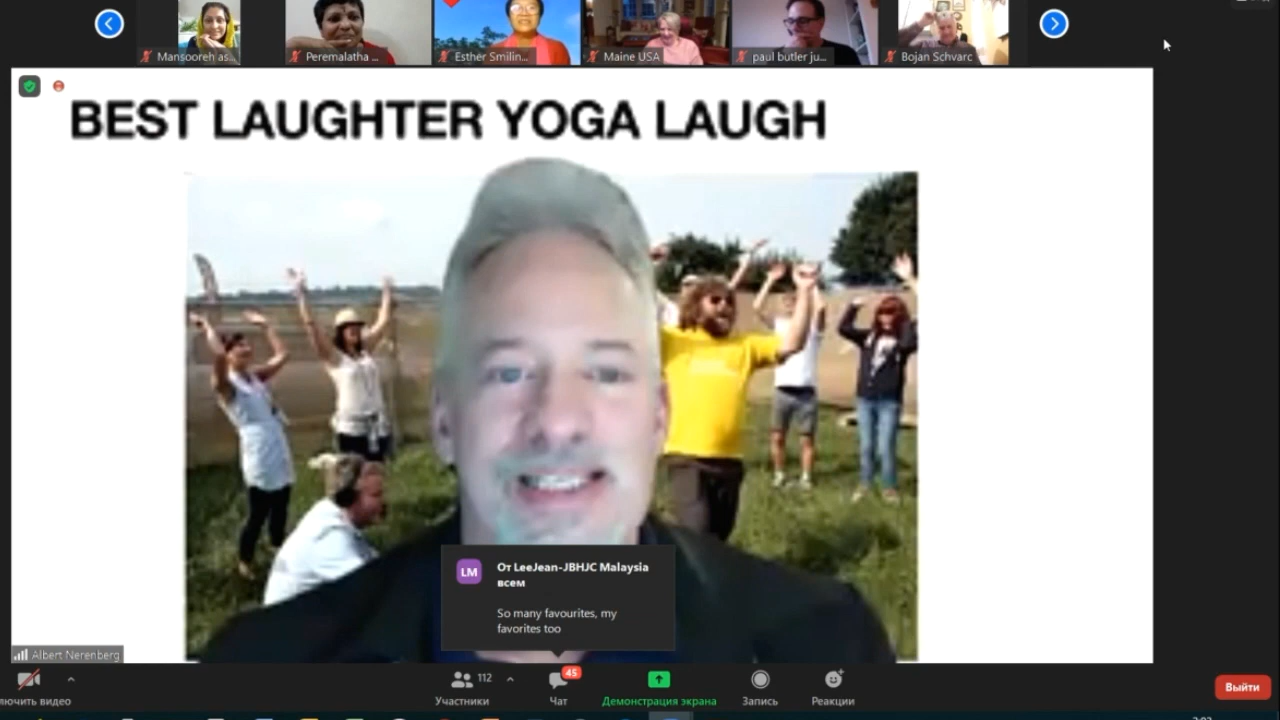 Mansooreh as...
Peremalatha ...
Esther Smilin...
Maine USA
paul butler ju...
Bojan Schvarc
BEST LAUGHTER YOGA LAUGH
LM
От LeeJean-JBHJC Malaysia
всем
So many favourites, my
favorites too
Albert Nerenberg
112
45
лючить видео
Участники
Чат
Демонстрация экрана
Запись
Реакции
Выйти